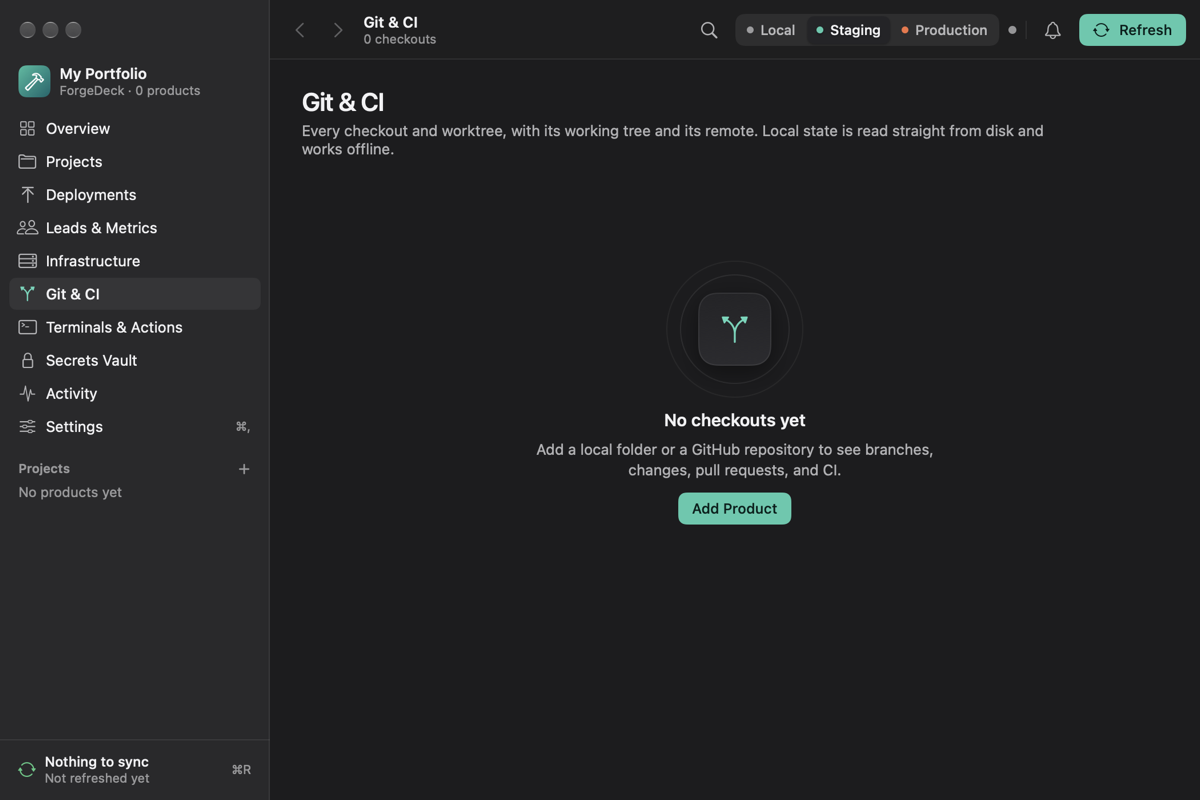 My Portfolio
ForgeDeck · 0 products
Overview
Projects
Deployments
Leads & Metrics
Infrastructure
Git & CI
Terminals & Actions
Secrets Vault
Activity
Settings ⌘,
Projects +
No products yet
Nothing to sync
Not refreshed yet
⌘R
Git & CI
0 checkouts
Local
Staging
Production
Refresh
Git & CI
Every checkout and worktree, with its working tree and its remote. Local state is read straight from disk and
works offline.
No checkouts yet
Add a local folder or a GitHub repository to see branches,
changes, pull requests, and CI.
Add Product